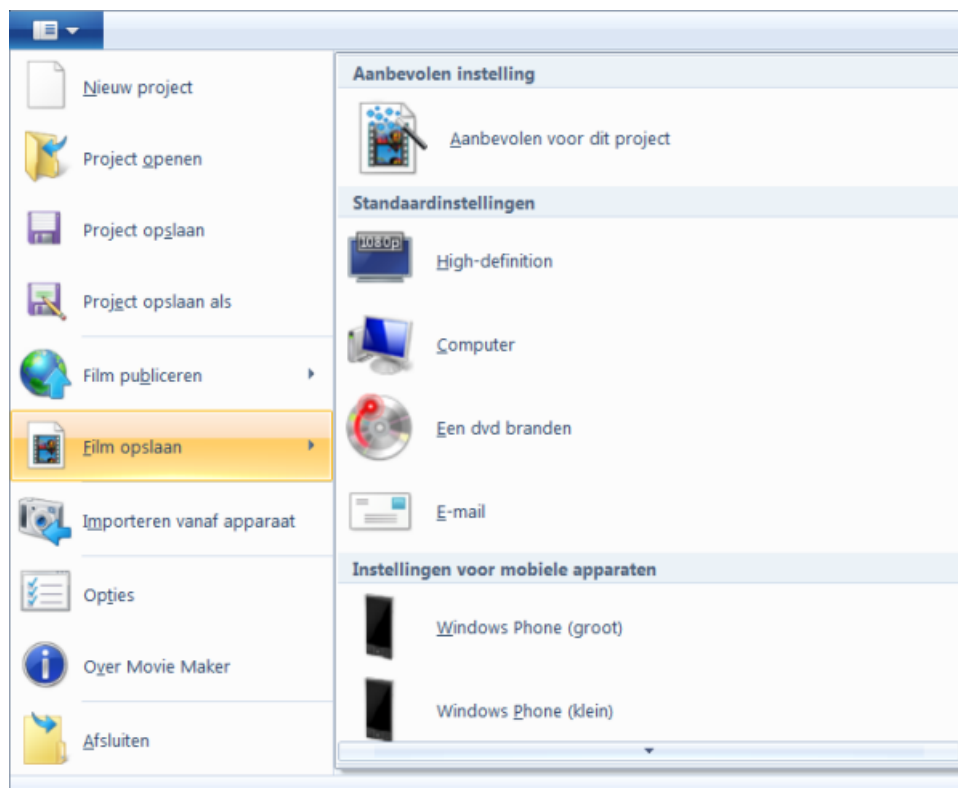 Nieuw project
Project openen
Project opslaan
Project opslaan als
Film publiceren
Film opslaan
Importeren vanaf apparaat
Opties
Over Movie Maker
Afsluiten
Aanbevolen instelling
Aanbevolen voor dit project
Standaardinstellingen
1080p
High-definition
Computer
Een dvd branden
E-mail
Instellingen voor mobiele apparaten
Windows Phone (groot)
Windows Phone (klein)